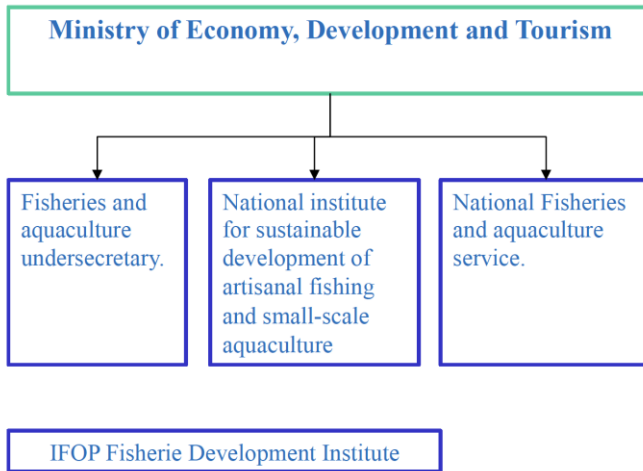 Ministry of Economy, Development and Tourism
Fisheries and
aquaculture
undersecretary.
National institute
for sustainable
development of
artisanal fishing
and small-scale
aquaculture
National Fisheries
and aquaculture
service.
IFOP Fisherie Development Institute